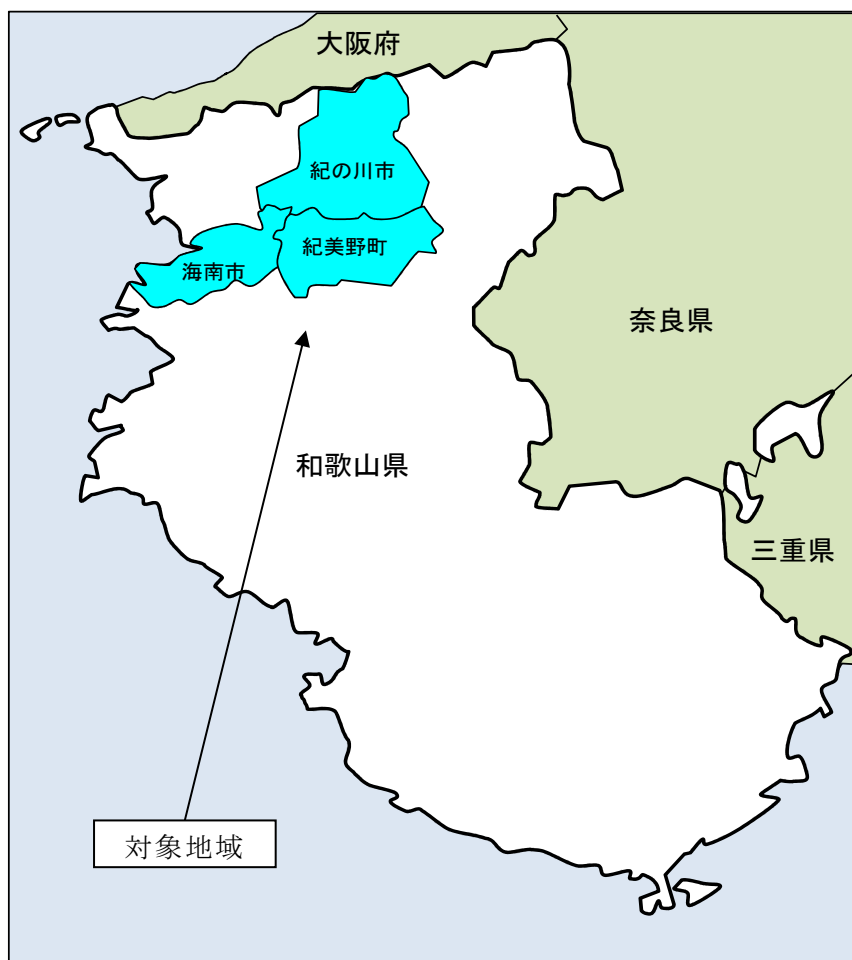 大阪府
紀の川市
紀美野町
海南市
奈良県
和歌山県
三重県
対象地域